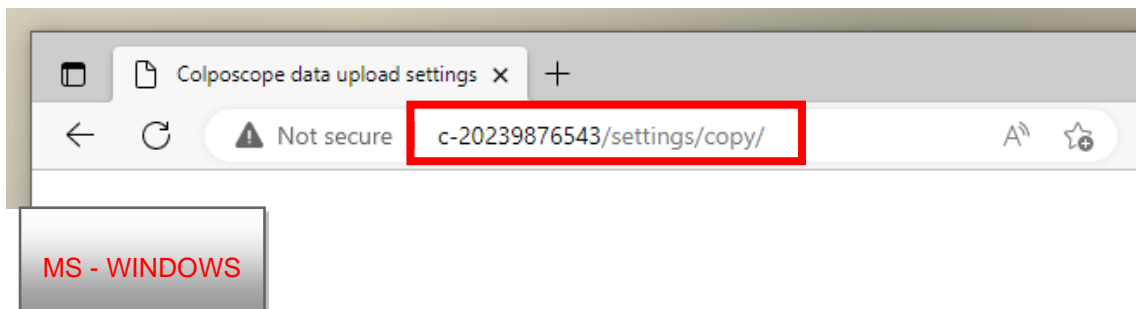 Colposcope data upload settings
Not secure c-20239876543/settings/copy/
MS - WINDOWS